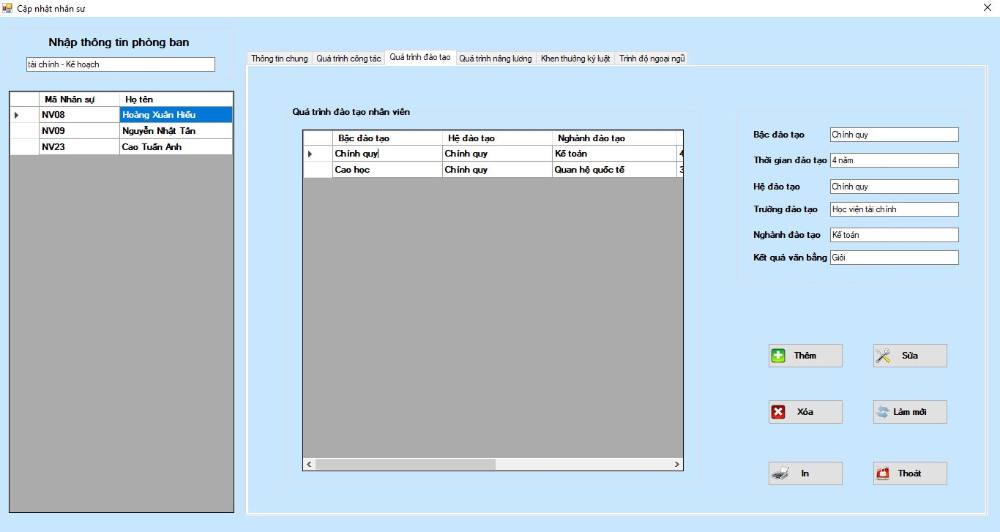 Cập nhật nhân sư
Nhập thông tin phòng ban
tài chính - Kế hoạch
Mã Nhân sự Họ tên
NV08 Hoàng Xuân Hiếu
NV09 Nguyễn Nhật Tân
NV23 Cao Tuấn Anh
Thông tin chung Quá trình công tác Quá trình đào tạo Quá trình nâng lương Khen thưởng kỷ luật Trình độ ngoại ngữ
Quá trình đào tạo nhân viên
Bậc đào tạo Hệ đào tạo Nghành đào tạo
Chính quy Chính quy Kế toán 4
Cao học Chính quy Quan hệ quốc tế 3
Bậc đào tạo Chính quy
Thời gian đào tạo 4 năm
Hệ đào tạo Chính quy
Trường đào tạo Học viện tài chính
Nghành đào tạo Kế toán
Kết quả văn bằng Giỏi
Thêm Sửa
Xóa Làm mới
In Thoát